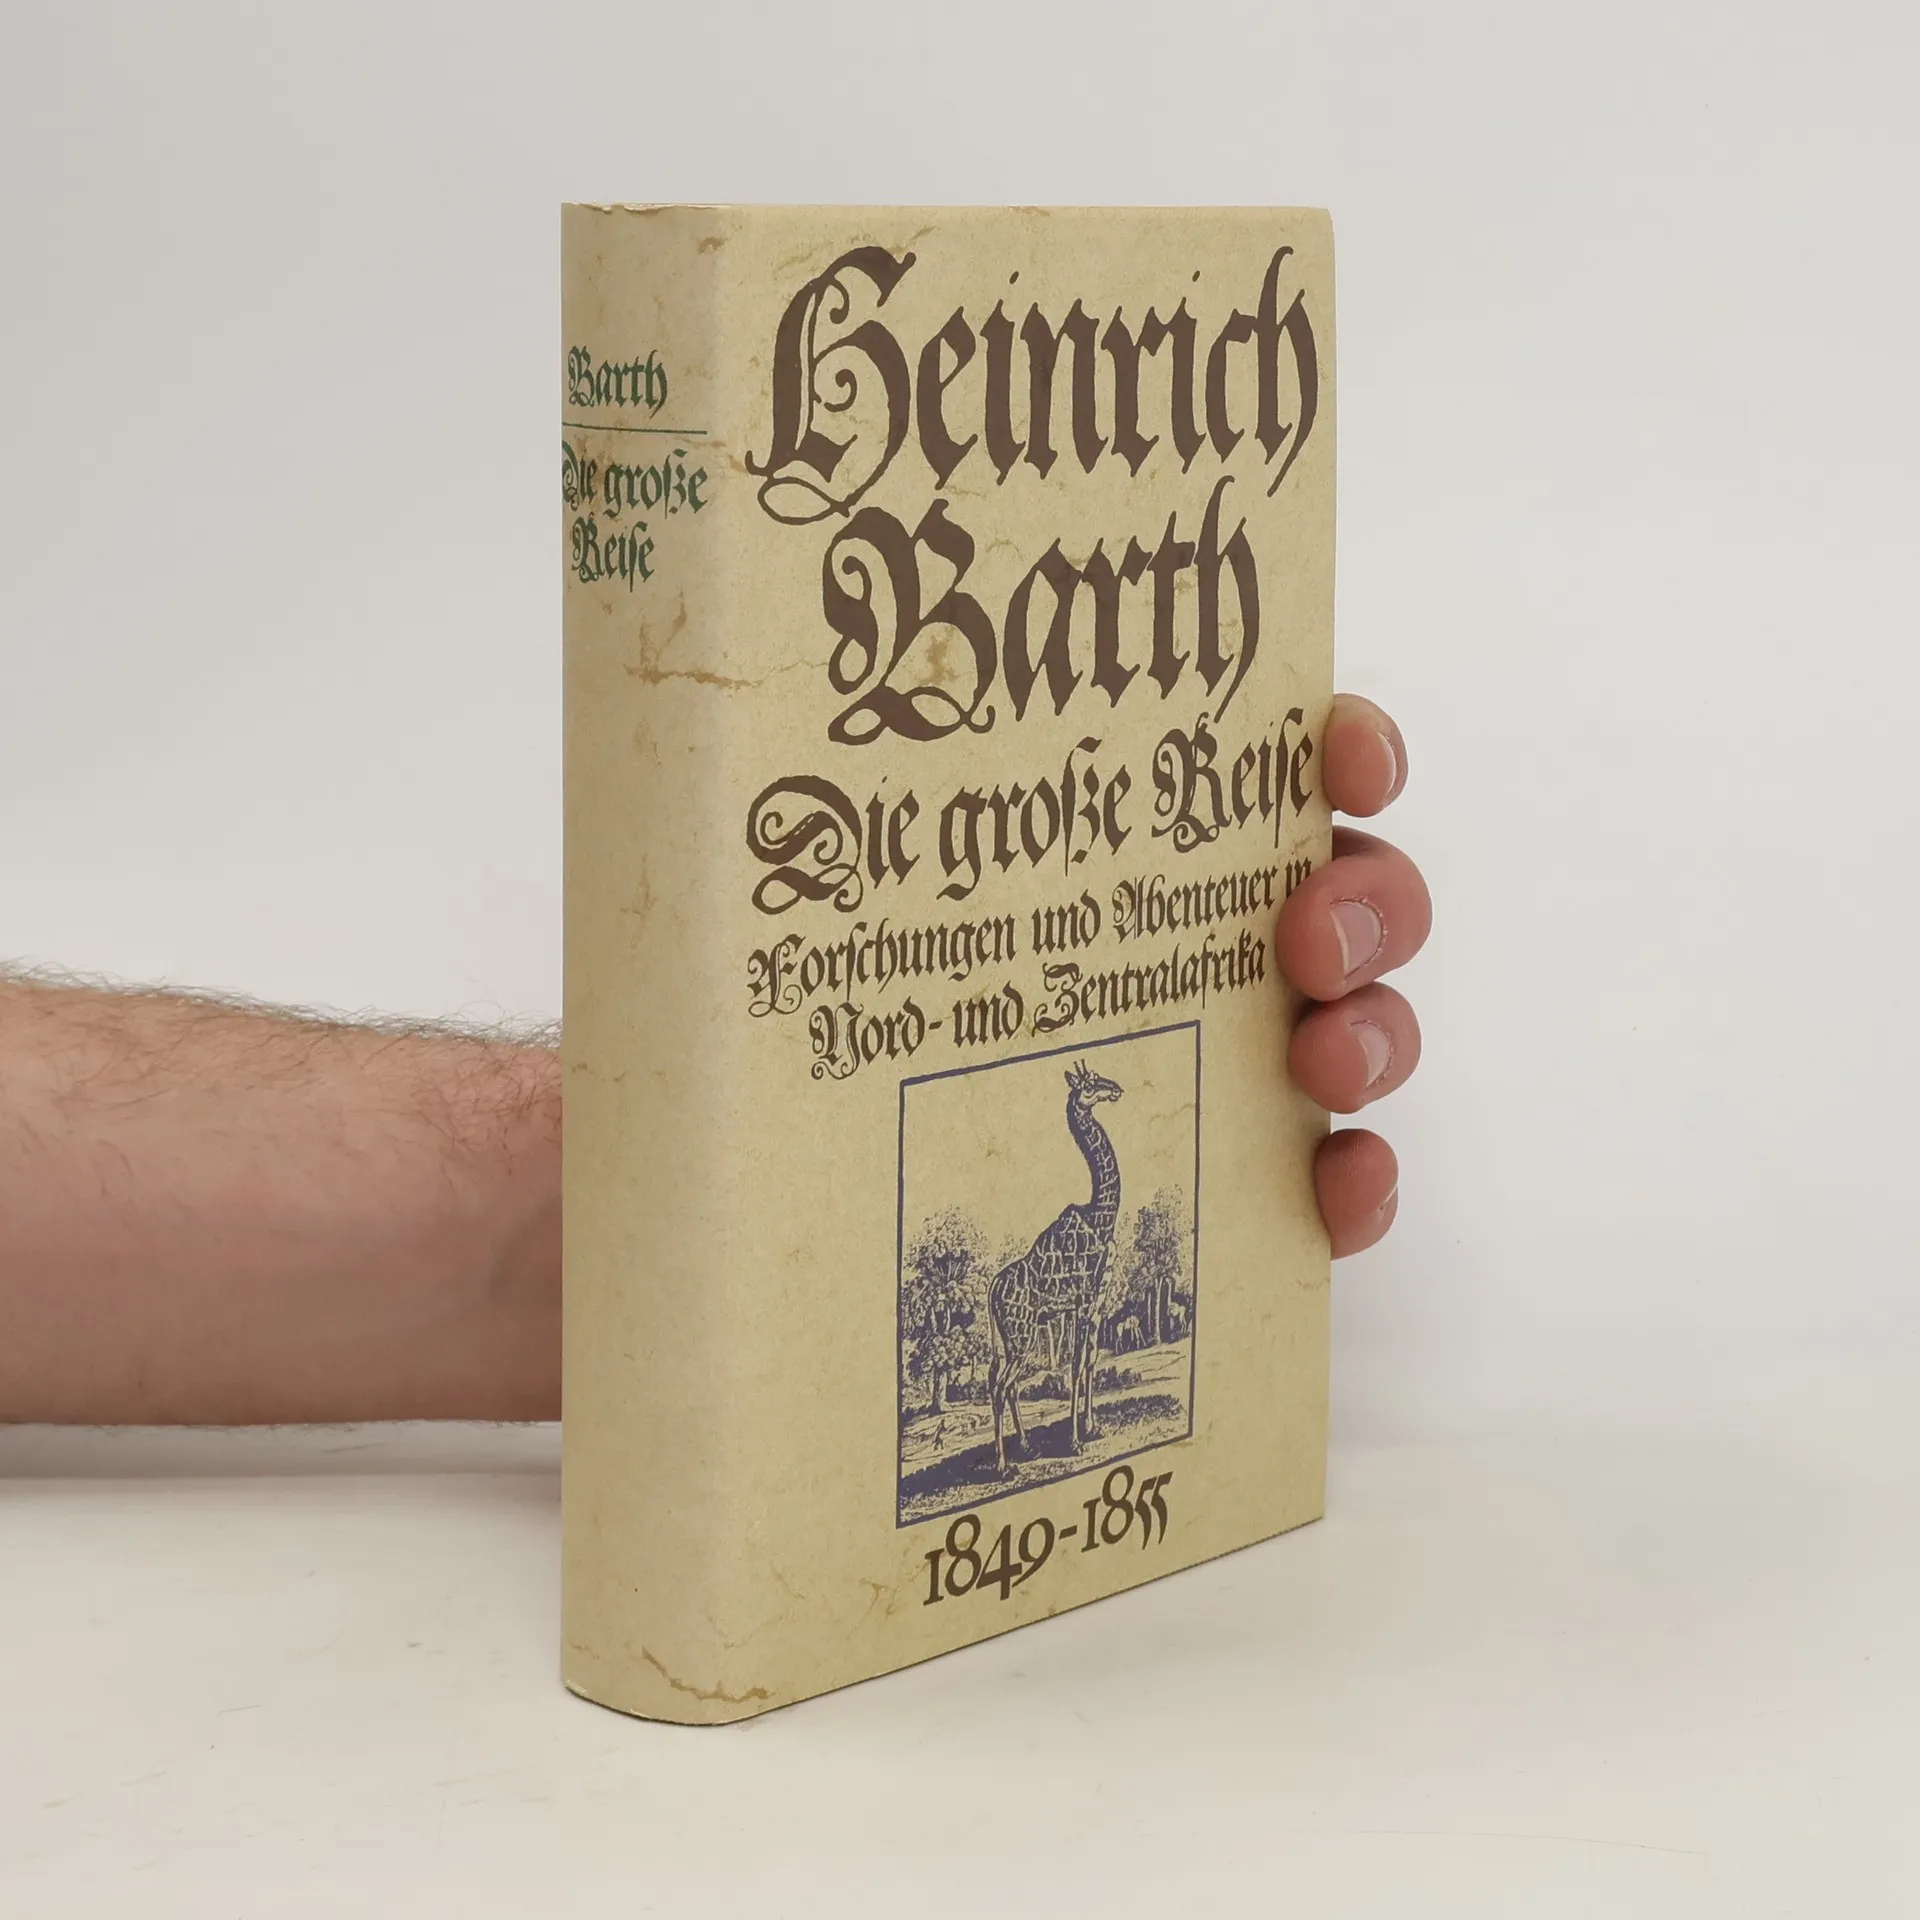 Barth
Die große
Reise
Heinrich
Barth
Die große Reise
Forschungen und Abenteuer in
Nord- und Zentralafrika
1849-1855